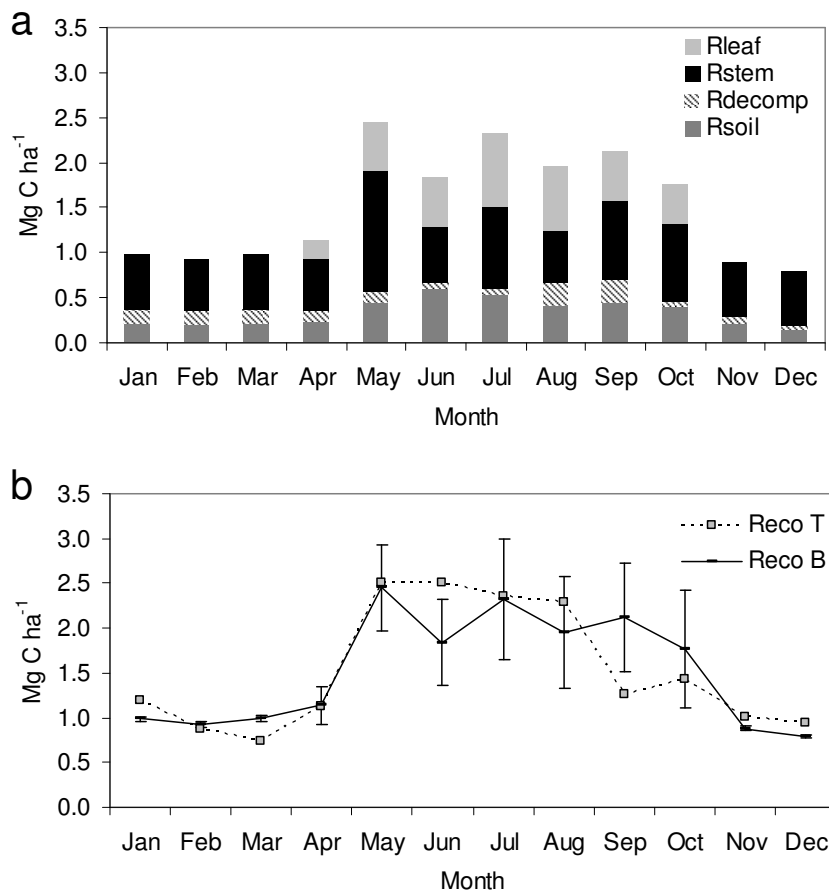 a
3.5
3.0
2.5
2.0
1.5
1.0
0.5
0.0
Mg C ha⁻¹
Rleaf
Rstem
Rdecomp
Rsoil
Jan Feb Mar Apr May Jun Jul Aug Sep Oct Nov Dec
Month
b
3.5
3.0
2.5
2.0
1.5
1.0
0.5
0.0
Mg C ha⁻¹
Reco T
Reco B
Jan Feb Mar Apr May Jun Jul Aug Sep Oct Nov Dec
Month